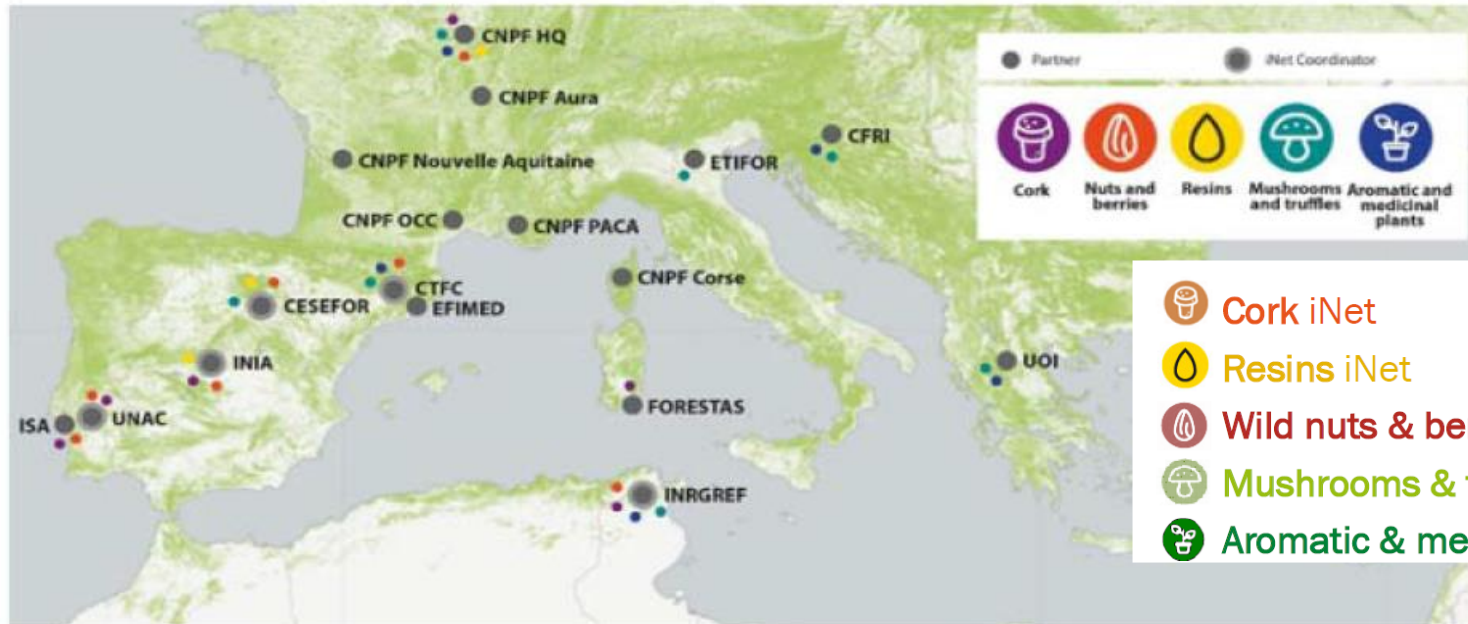 CNPF HQ
CNPF Aura
CNPF Nouvelle Aquitaine
ETIFOR
CFRI
CNPF OCC
CNPF PACA
CNPF Corse
CTFC
CESEFOR
EFIMED
INIA
UOI
FORESTAS
ISA
UNAC
INRGREF
Partner
iNet Coordinator
Cork
Nuts and
berries
Resins
Mushrooms
and truffles
Aromatic and
medicinal
plants
Cork iNet
Resins iNet
Wild nuts & be
Mushrooms &
Aromatic & me